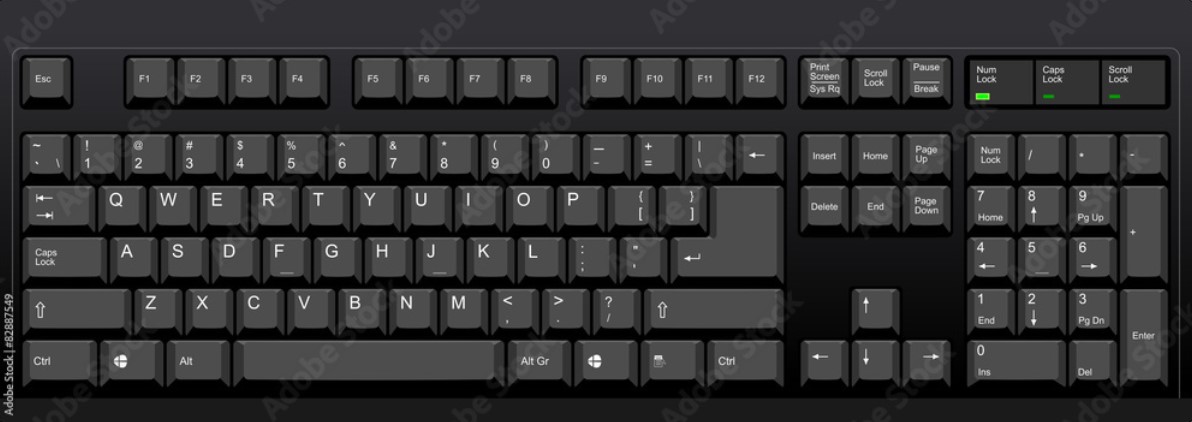 Esc F1 F2 F3 F4 F5 F6 F7 F8 F9 F10 F11 F12 Print Screen Sys Rq Scroll Lock Pause Break Num Lock Caps Lock Scroll Lock
~ ` \ ! 1 @ 2 # 3 $ 4 % 5 ^ 6 & 7 * 8 ( 9 ) 0 — - + = | \ ← Insert Home Page Up Num Lock / * -
Q W E R T Y U I O P { [ } ] Delete End Page Down 7 Home 8 ↑ 9 Pg Up +
Caps Lock A S D F G H J K L : ; " ' ↵ 4 ← 5 6 →
⇧ Z X C V B N M < , > . ? / ⇧ ↑ 1 End 2 ↓ 3 Pg Dn Enter
Ctrl Alt Alt Gr Ctrl ← ↓ → 0 Ins . Del
Adobe Stock | #82887549